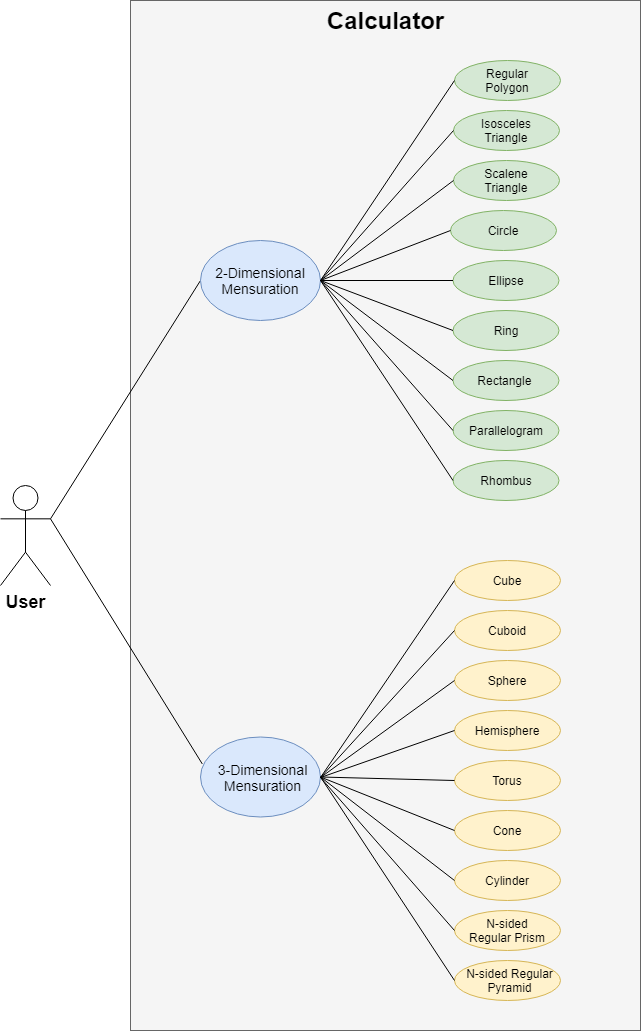 Calculator
Regular
Polygon
Isosceles
Triangle
Scalene
Triangle
Circle
2-Dimensional
Mensuration
Ellipse
Ring
Rectangle
Parallelogram
Rhombus
User
Cube
Cuboid
Sphere
Hemisphere
3-Dimensional
Mensuration
Torus
Cone
Cylinder
N-sided
Regular Prism
N-sided Regular
Pyramid